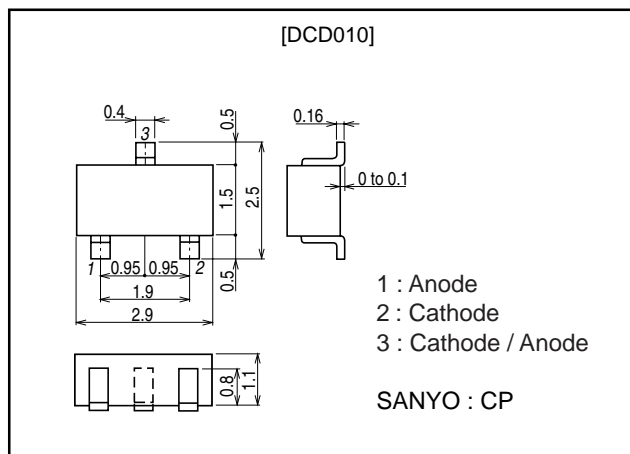 [DCD010]
0.4
3
0.5
0.16
0 to 0.1
1.5
2.5
1
0.95
0.95
2
0.5
1.9
2.9
1 : Anode
2 : Cathode
3 : Cathode / Anode
0.8
1.1
SANYO : CP